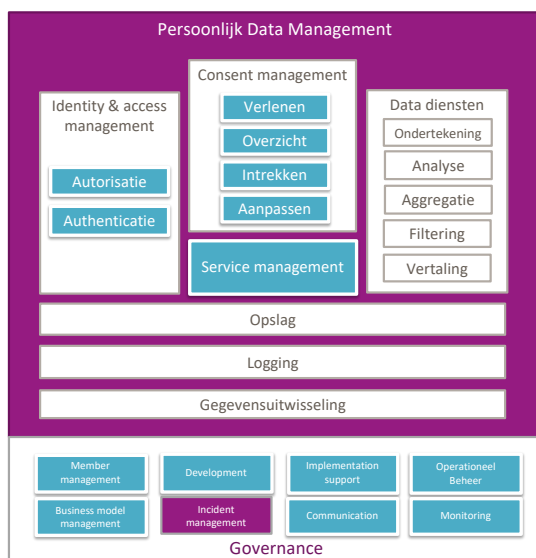 Persoonlijk Data Management
Identity & access
management
Autorisatie
Authenticatie
Consent management
Verlenen
Overzicht
Intrekken
Aanpassen
Service management
Data diensten
Ondertekening
Analyse
Aggregatie
Filtering
Vertaling
Opslag
Logging
Gegevensuitwisseling
Member
management
Development
Implementation
support
Operationeel
Beheer
Business model
management
Incident
management
Communication
Monitoring
Governance